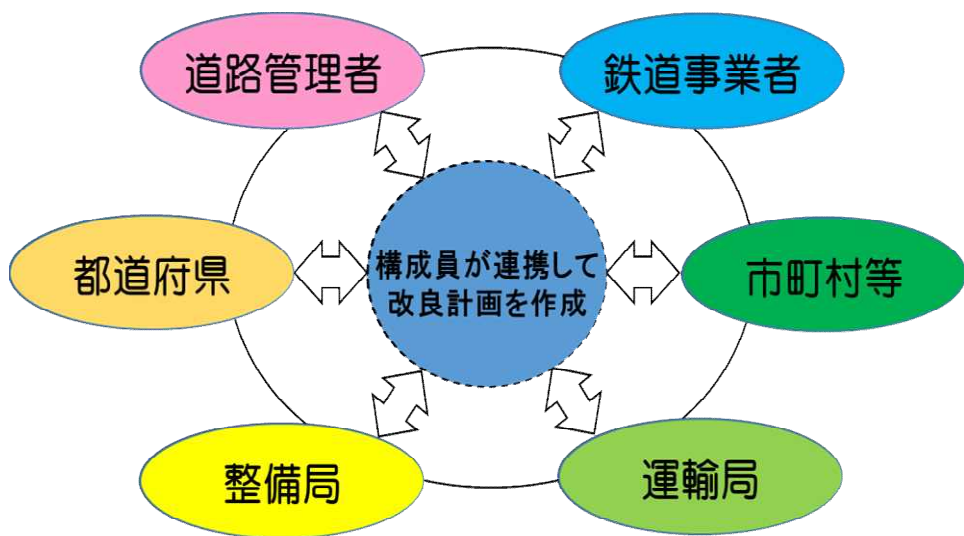 道路管理者
鉄道事業者
都道府県
構成員が連携して
改良計画を作成
市町村等
整備局
運輸局